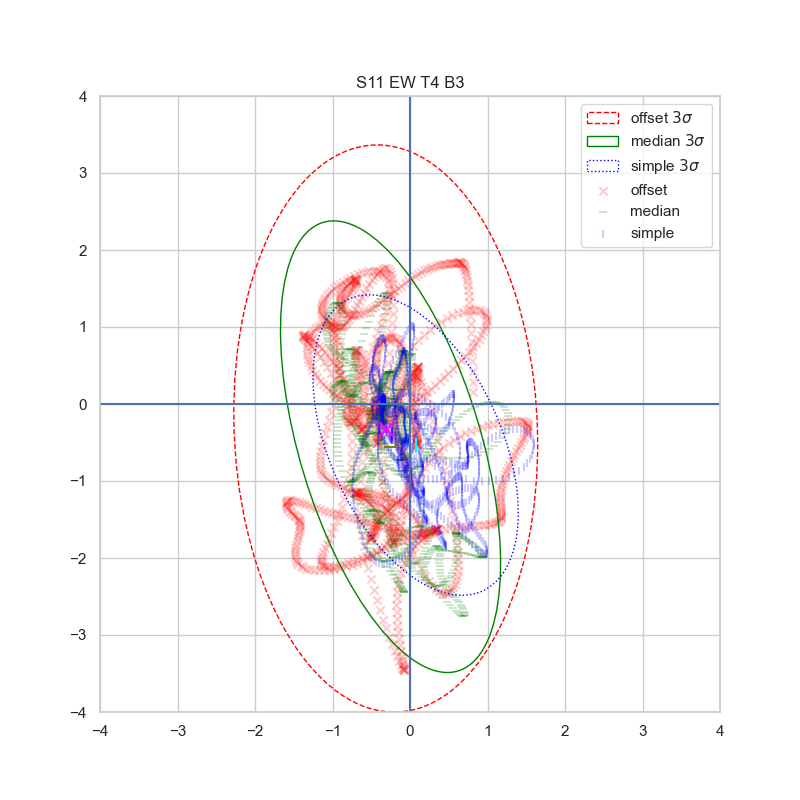 S11 EW T4 B3
4
3
2
1
0
−1
−2
−3
−4
−4 −3 −2 −1 0 1 2 3 4
offset 3σ
median 3σ
simple 3σ
offset
median
simple